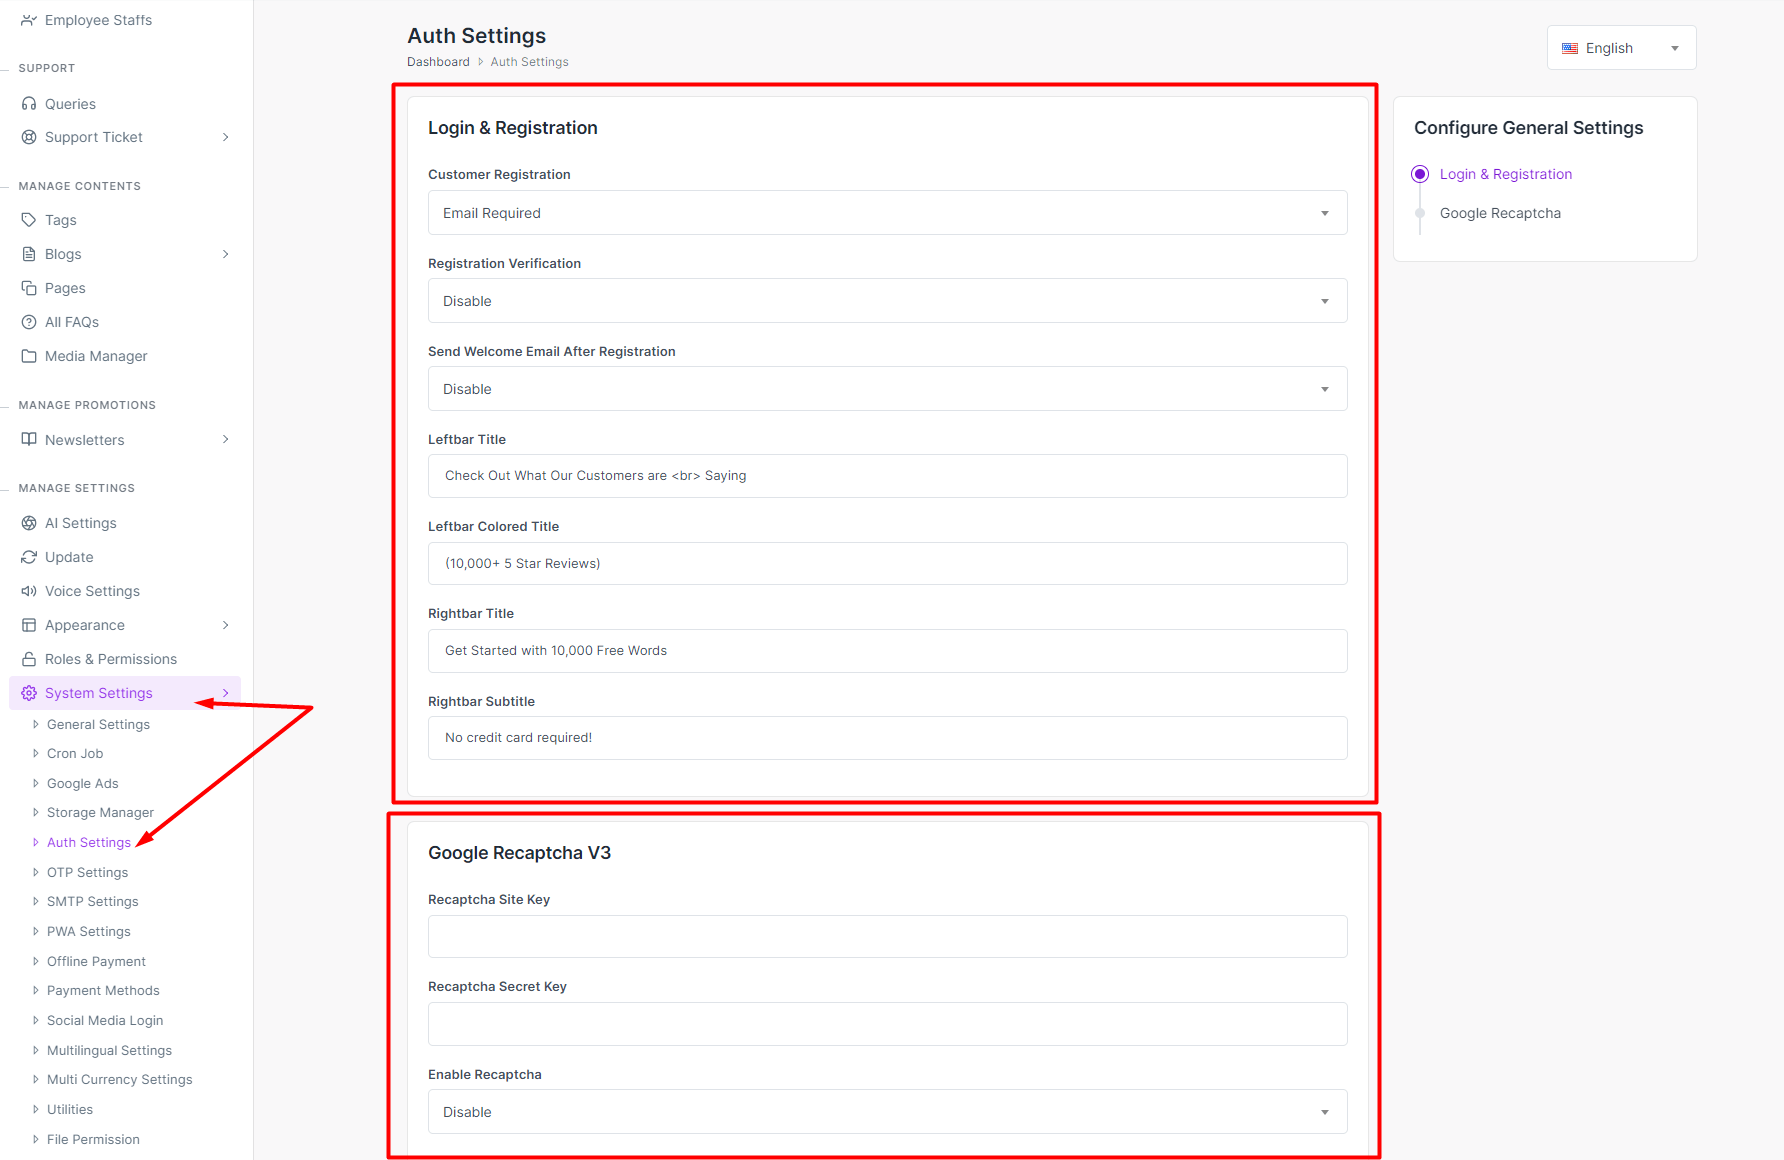 Employee Staffs
SUPPORT
Queries
Support Ticket
MANAGE CONTENTS
Tags
Blogs
Pages
All FAQs
Media Manager
MANAGE PROMOTIONS
Newsletters
MANAGE SETTINGS
AI Settings
Update
Voice Settings
Appearance
Roles & Permissions
System Settings
General Settings
Cron Job
Google Ads
Storage Manager
Auth Settings
OTP Settings
SMTP Settings
PWA Settings
Offline Payment
Payment Methods
Social Media Login
Multilingual Settings
Multi Currency Settings
Utilities
File Permission
Auth Settings
Dashboard Auth Settings
English
Login & Registration
Customer Registration
Email Required
Registration Verification
Disable
Send Welcome Email After Registration
Disable
Leftbar Title
Check Out What Our Customers are <br> Saying
Leftbar Colored Title
(10,000+ 5 Star Reviews)
Rightbar Title
Get Started with 10,000 Free Words
Rightbar Subtitle
No credit card required!
Google Recaptcha V3
Recaptcha Site Key
Recaptcha Secret Key
Enable Recaptcha
Disable
Configure General Settings
Login & Registration
Google Recaptcha